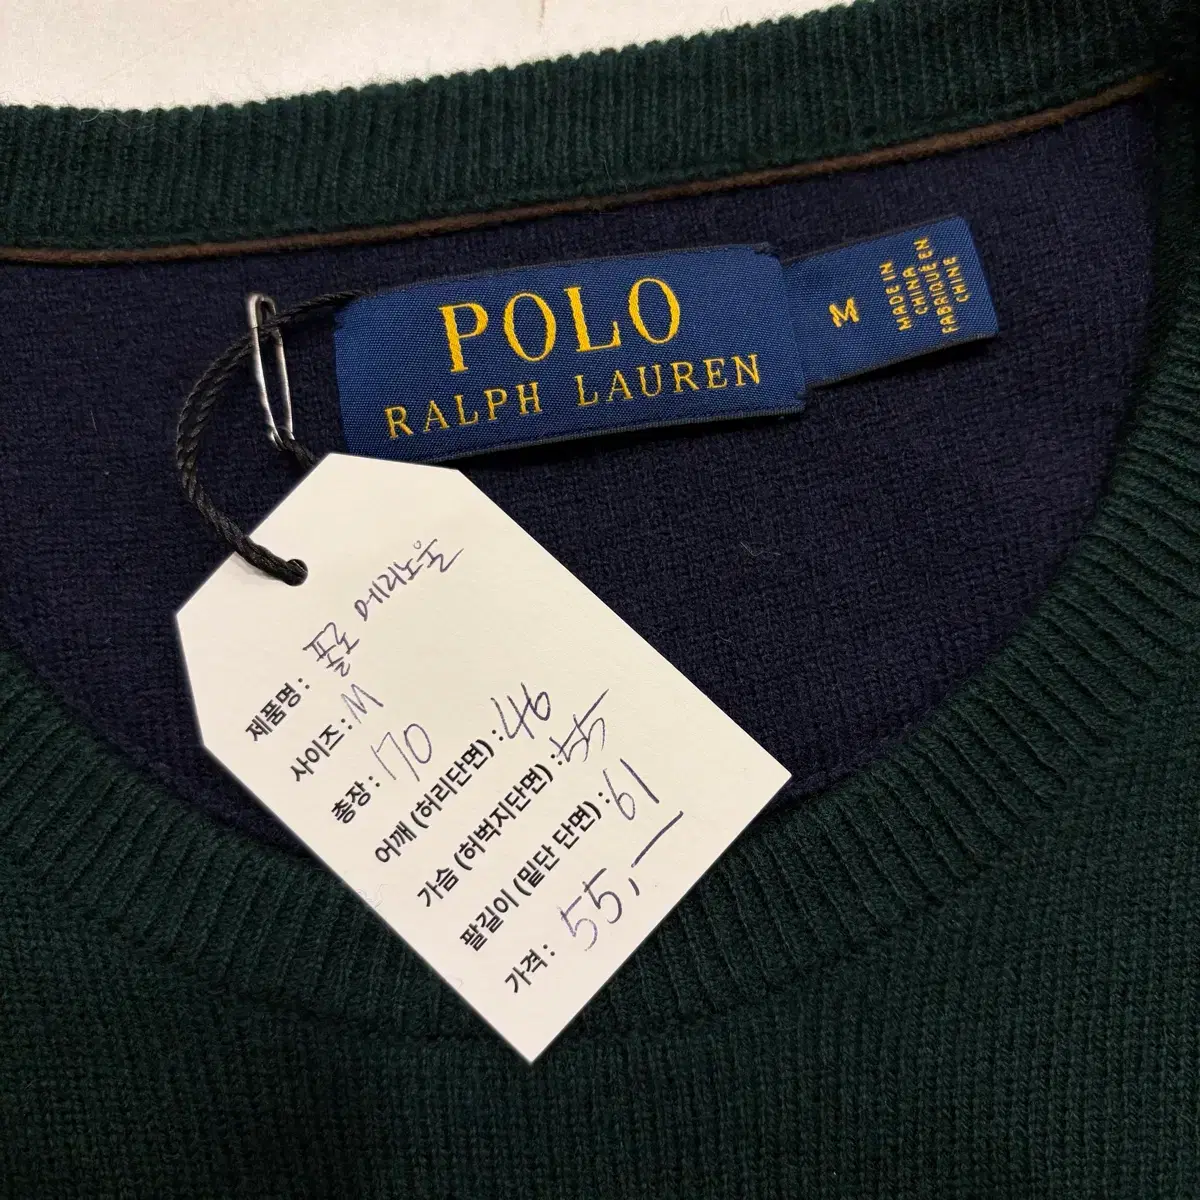 POLO
RALPH LAUREN
M
MADE IN
CHINA
FABRIQUÉ EN
CHINE
제품명 : 폴로 메리노울
사이즈 : M
총장 : 70
어깨 (허리단면) : 46
가슴 (허벅지단면) : 55
팔길이 (밑단 단면) : 61
가격 : 55,-